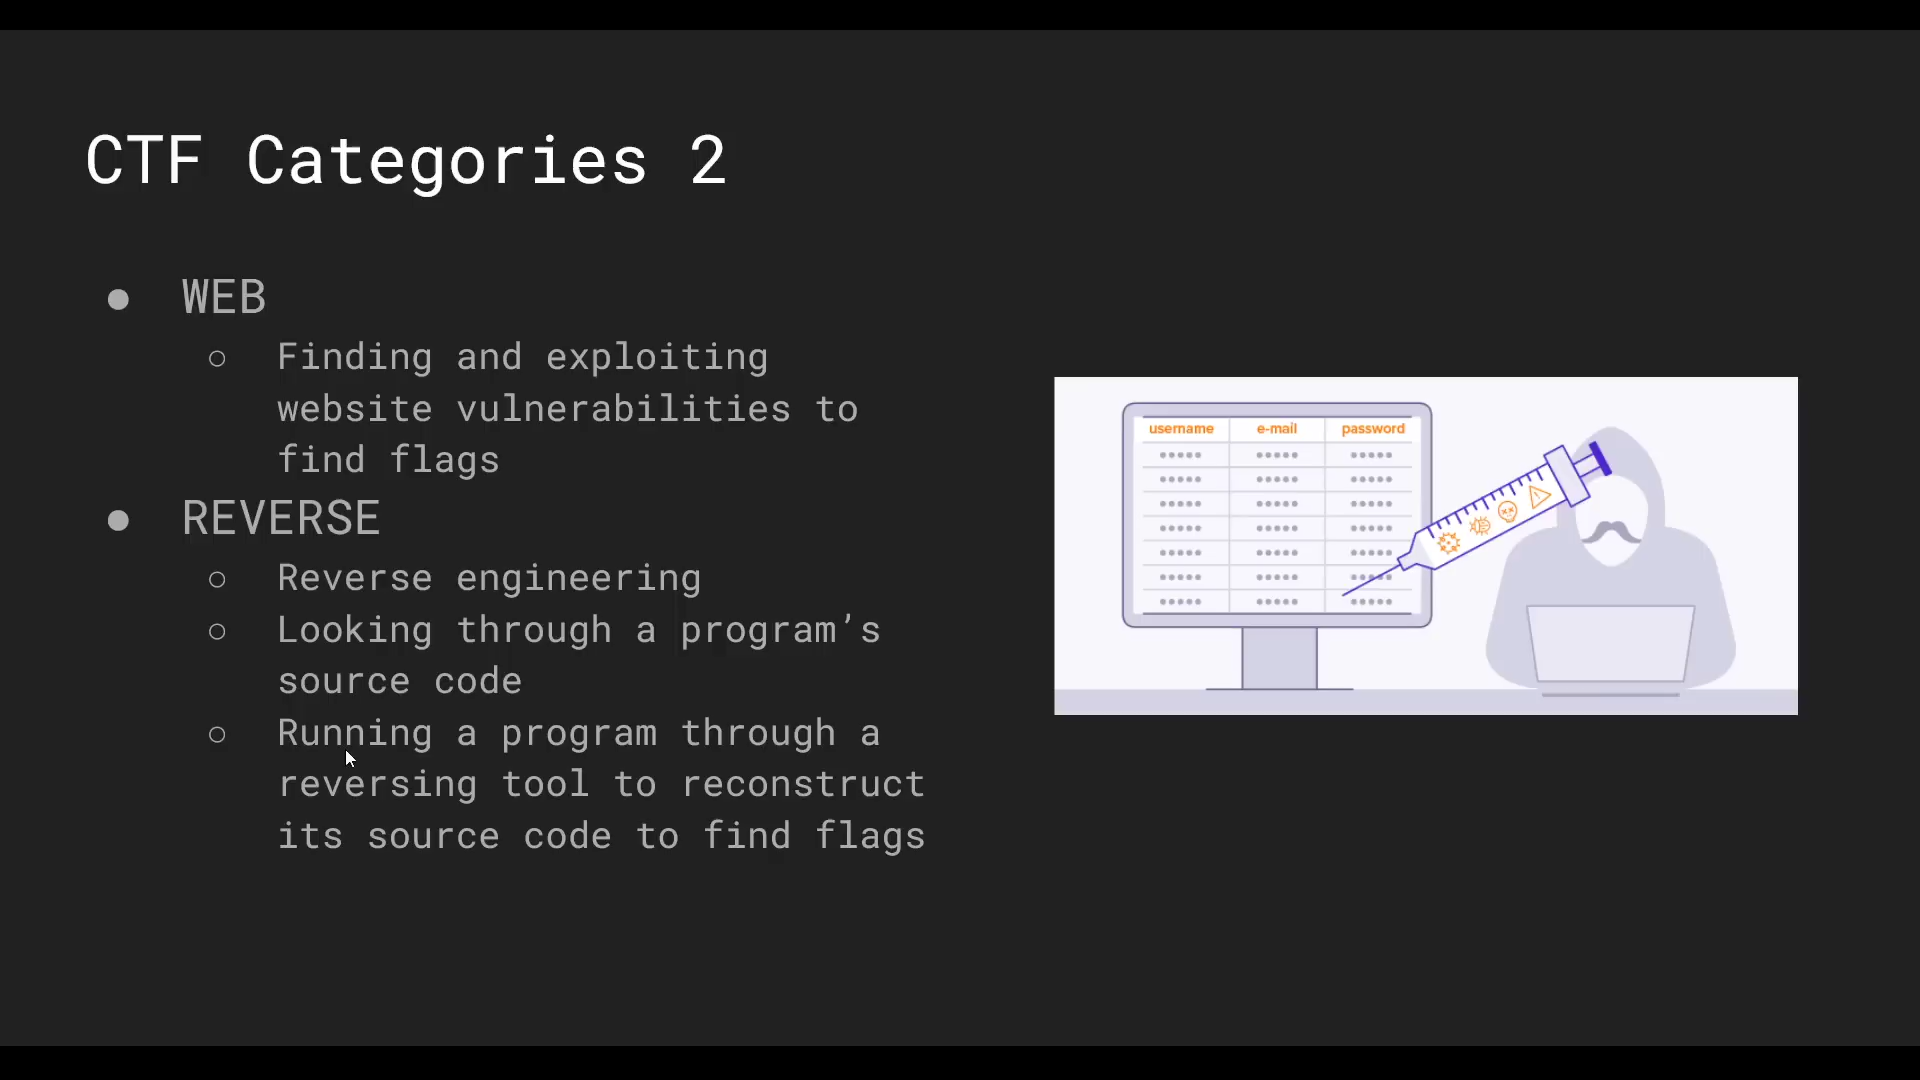 CTF Categories 2
● WEB
○ Finding and exploiting
website vulnerabilities to
find flags
● REVERSE
○ Reverse engineering
○ Looking through a program’s
source code
○ Running a program through a
reversing tool to reconstruct
its source code to find flags
username e-mail password